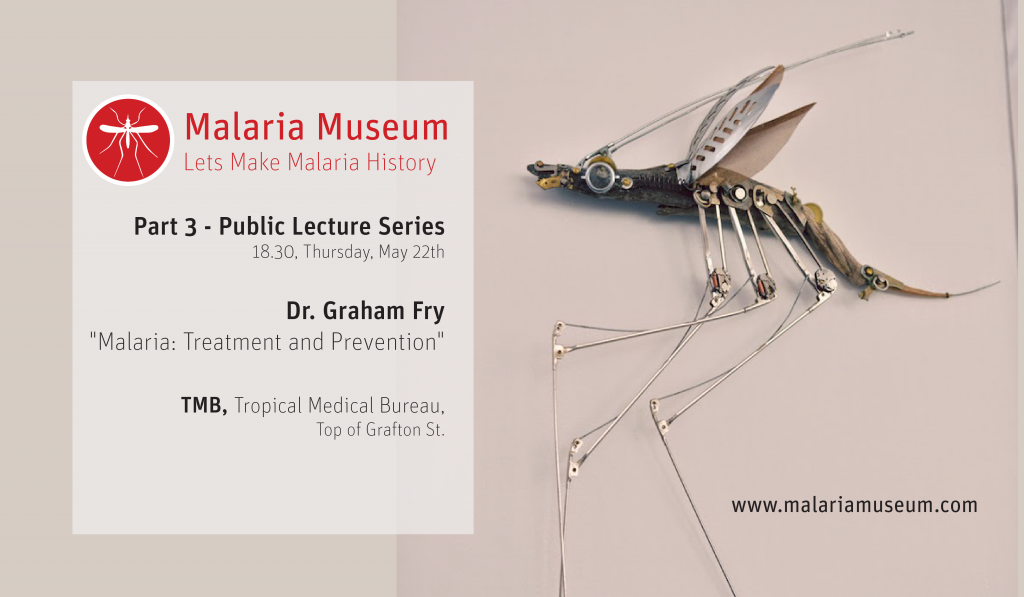 Malaria Museum
Lets Make Malaria History
Part 3 - Public Lecture Series
18.30, Thursday, May 22th
Dr. Graham Fry
"Malaria: Treatment and Prevention"
TMB, Tropical Medical Bureau,
Top of Grafton St.
www.malariamuseum.com